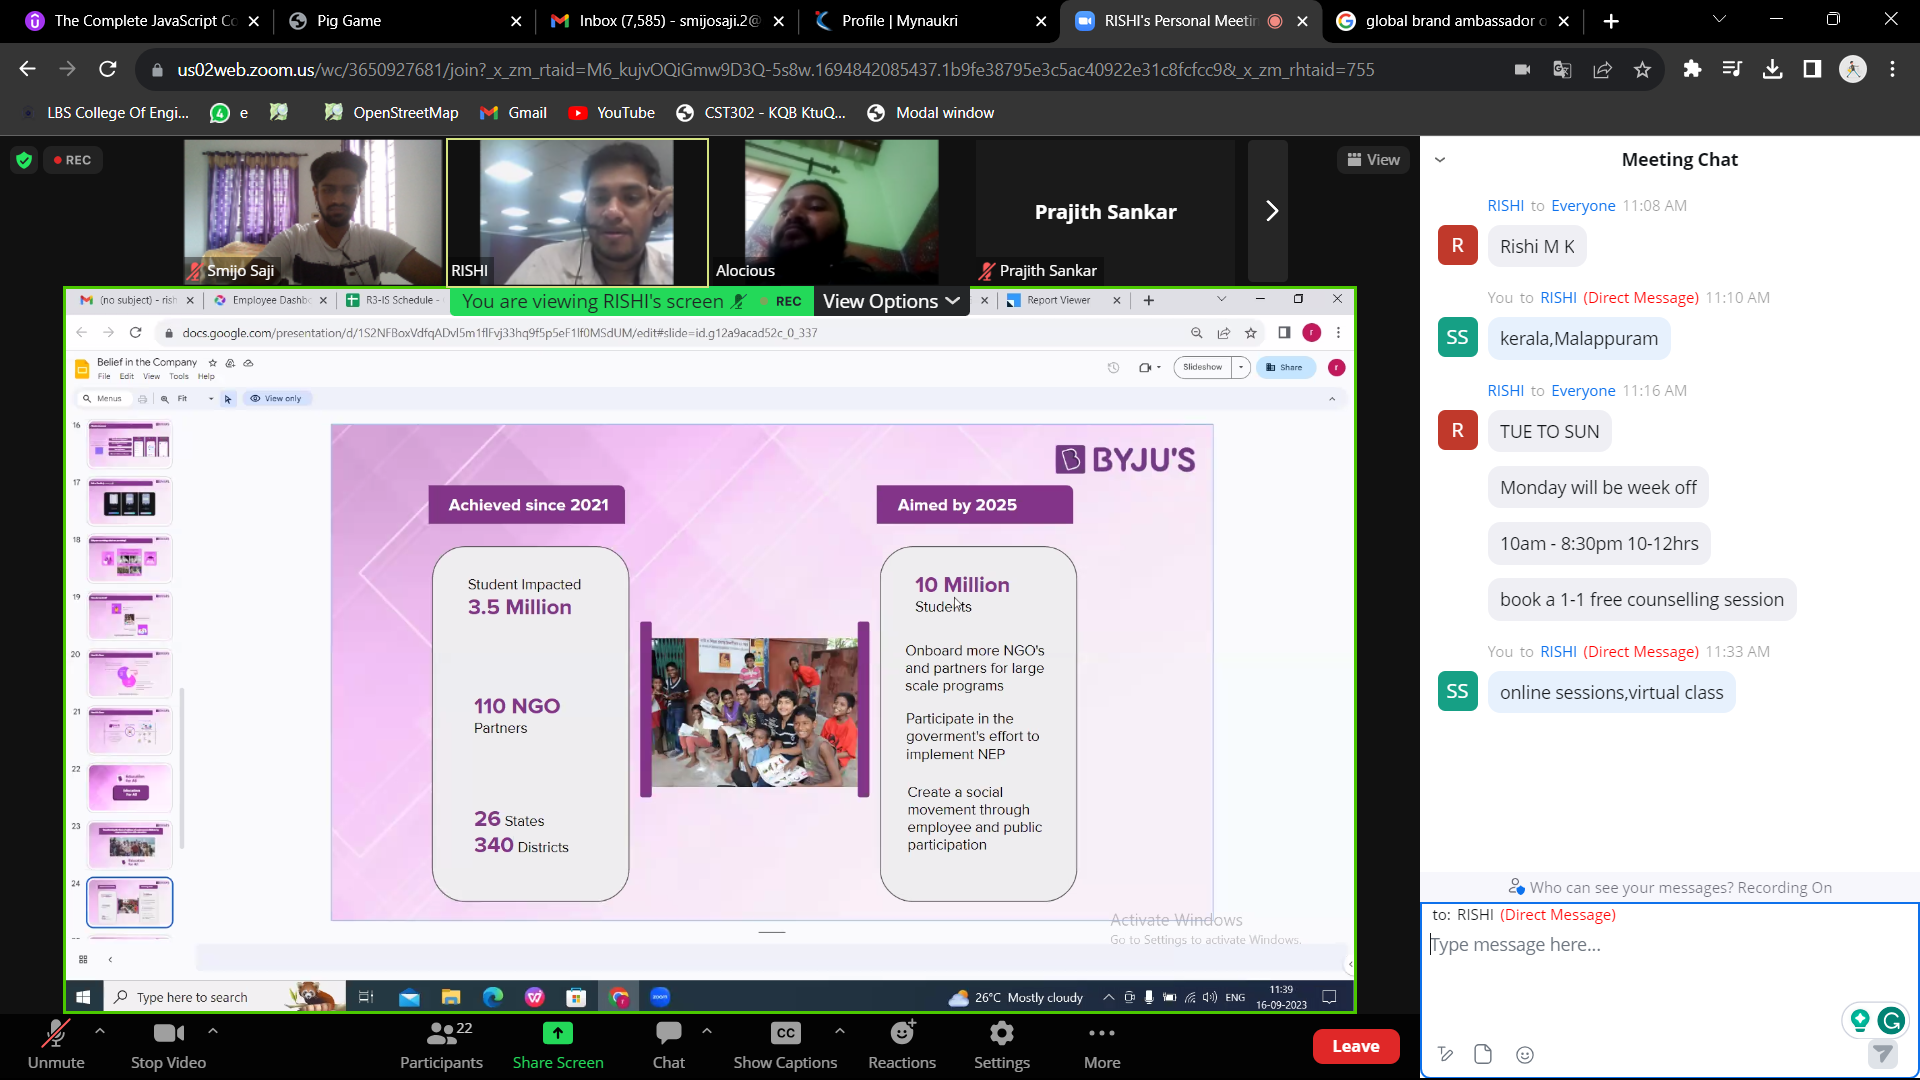 The Complete JavaScript Co
Pig Game
Inbox (7,585) - smijosaji.2@
Profile | Mynaukri
RISHI's Personal Meetin
global brand ambassador o
us02web.zoom.us/wc/3650927681/join?_x_zm_rtaid=M6_kujvOQiGmw9D3Q-5s8w.1694842085437.1b9fe38795e3c5ac40922e31c8fcfcc9&_x_zm_rhtaid=755
LBS College Of Engi...
4
e
OpenStreetMap
Gmail
YouTube
CST302 - KQB KtuQ...
Modal window
REC
View
Smijo Saji
RISHI
Alocious
Prajith Sankar
Prajith Sankar
(no subject) - rish
Employee Dashbo
R3-IS Schedule -
You are viewing RISHI's screen
REC
View Options
Report Viewer
docs.google.com/presentation/d/1S2NFBoxVdfqADvl5m1flFvj33hq9f5p5eF1lf0MSdUM/edit#slide=id.g12a9acad52c_0_337
Belief in the Company
File Edit View Tools Help
Slideshow
Share
Menus
Fit
View only
16
17
18
19
20
21
22
23
24
BYJU'S
Achieved since 2021
Student Impacted
3.5 Million
110 NGO
Partners
26 States
340 Districts
Aimed by 2025
10 Million
Students
Onboard more NGO's
and partners for large
scale programs
Participate in the
goverment's effort to
implement NEP
Create a social
movement through
employee and public
participation
Activate Windows
Go to Settings to activate Windows.
Type here to search
26°C Mostly cloudy
ENG
11:39
16-09-2023
Unmute
Stop Video
22
Participants
Share Screen
Chat
CC
Show Captions
Reactions
Settings
More
Leave
Meeting Chat
RISHI to Everyone 11:08 AM
R
Rishi M K
You to RISHI (Direct Message) 11:10 AM
SS
kerala,Malappuram
RISHI to Everyone 11:16 AM
R
TUE TO SUN
Monday will be week off
10am - 8:30pm 10-12hrs
book a 1-1 free counselling session
You to RISHI (Direct Message) 11:33 AM
SS
online sessions,virtual class
Who can see your messages? Recording On
to: RISHI (Direct Message)
Type message here...